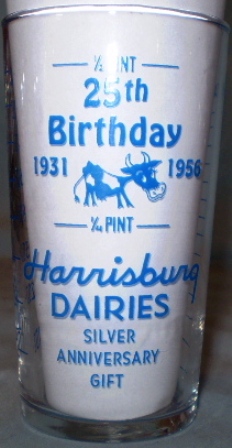 ½ PINT
25th
Birthday
1931 1956
¼ PINT
Harrisburg
DAIRIES
SILVER
ANNIVERSARY
GIFT